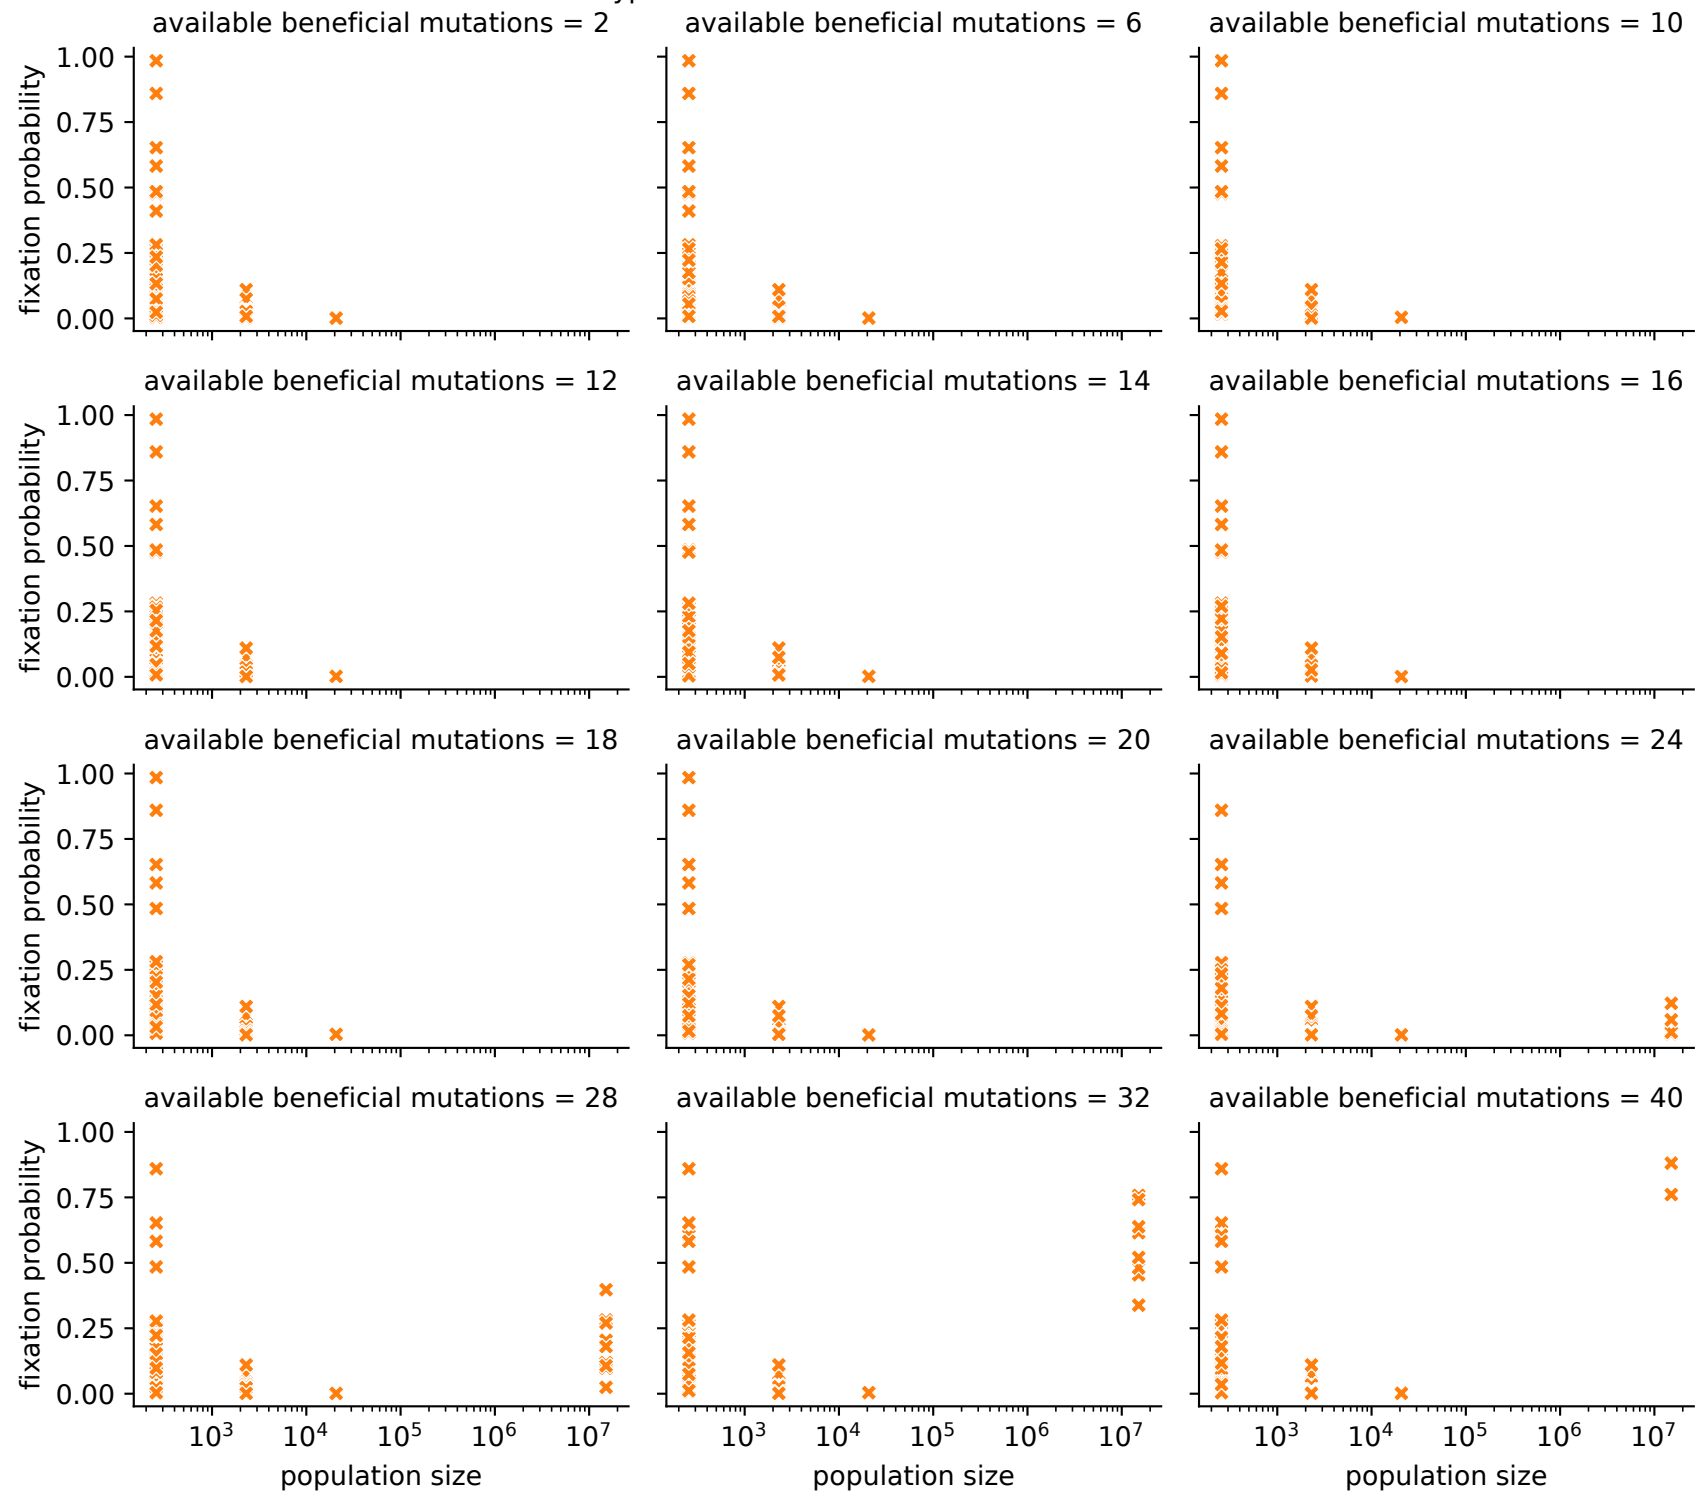 available beneficial mutations = 2
available beneficial mutations = 6
available beneficial mutations = 10
fixation probability
1.00
0.75
0.50
0.25
0.00
available beneficial mutations = 12
available beneficial mutations = 14
available beneficial mutations = 16
fixation probability
1.00
0.75
0.50
0.25
0.00
available beneficial mutations = 18
available beneficial mutations = 20
available beneficial mutations = 24
fixation probability
1.00
0.75
0.50
0.25
0.00
available beneficial mutations = 28
available beneficial mutations = 32
available beneficial mutations = 40
fixation probability
1.00
0.75
0.50
0.25
0.00
10³ 10⁴ 10⁵ 10⁶ 10⁷
10³ 10⁴ 10⁵ 10⁶ 10⁷
10³ 10⁴ 10⁵ 10⁶ 10⁷
population size
population size
population size